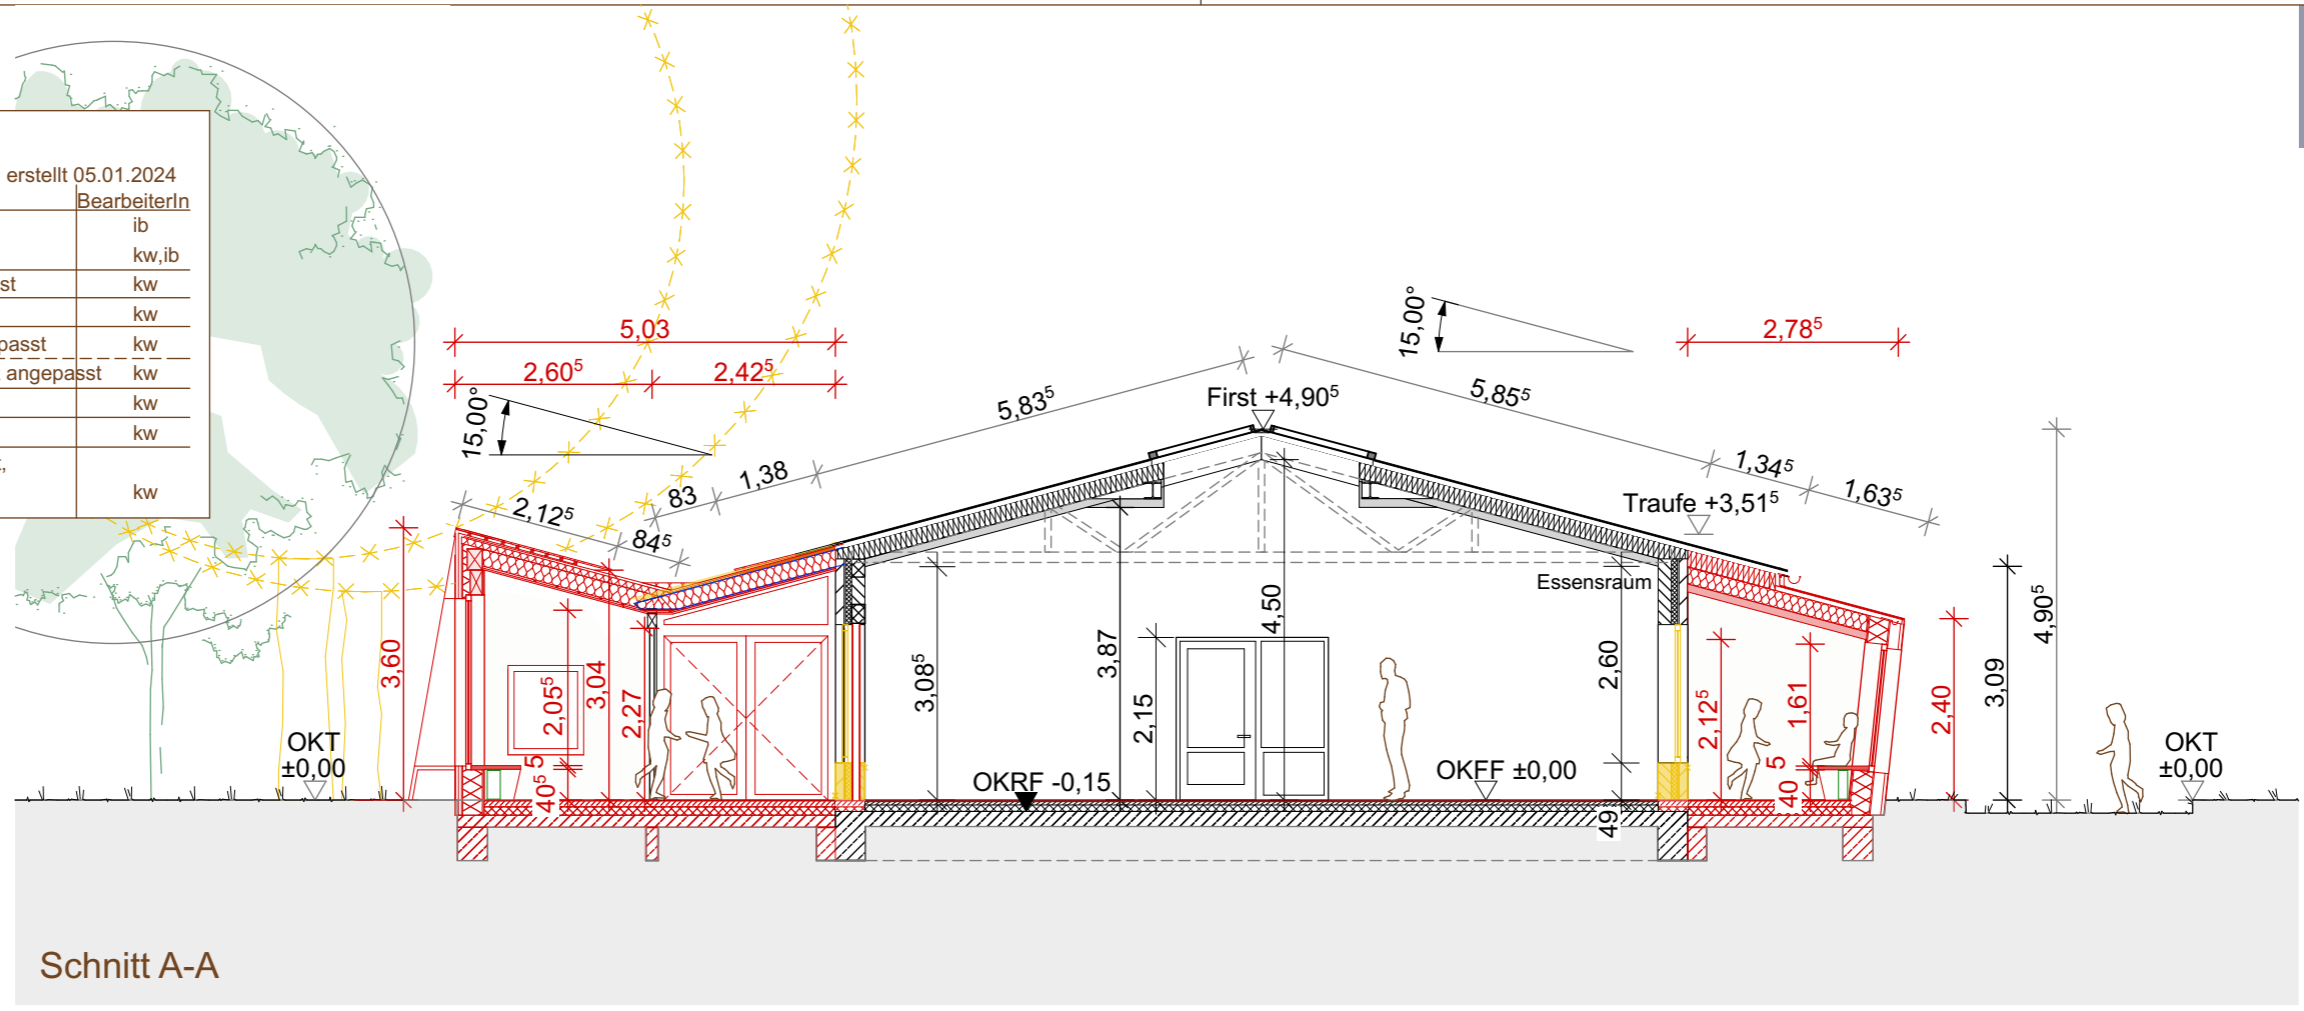 erstellt 05.01.2024
BearbeiterIn
ib
kw,ib
st kw
kw
passt kw
angepasst kw
kw
kw
kw
5,03
2,60⁵ 2,42⁵
15,00°
2,12⁵
84⁵
83
1,38
5,83⁵
First +4,90⁵
15,00°
5,85⁵
1,34⁵
1,63⁵
2,78⁵
Traufe +3,51⁵
Essensraum
3,60
2,05⁵
3,04
2,27
40⁵ 5
3,08⁵
3,87
2,15
4,50
2,60
49
2,12⁵
1,61
40 5
2,40
3,09
4,90⁵
OKT
±0,00
OKRF -0,15
OKFF ±0,00
OKT
±0,00
Schnitt A-A